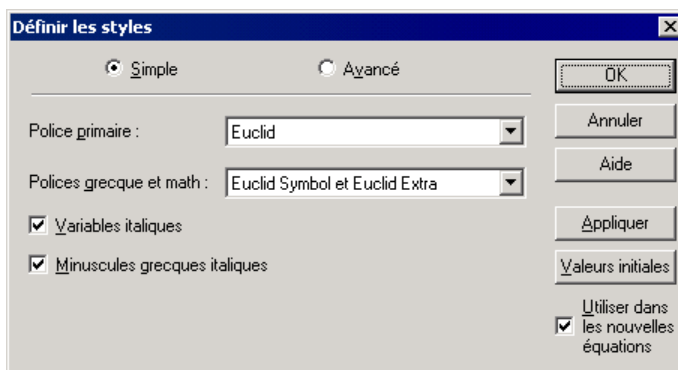 Définir les styles
Simple
Avancé
OK
Police primaire :
Euclid
Annuler
Aide
Polices grecque et math :
Euclid Symbol et Euclid Extra
Variables italiques
Appliquer
Minuscules grecques italiques
Valeurs initiales
Utiliser dans
les nouvelles
équations